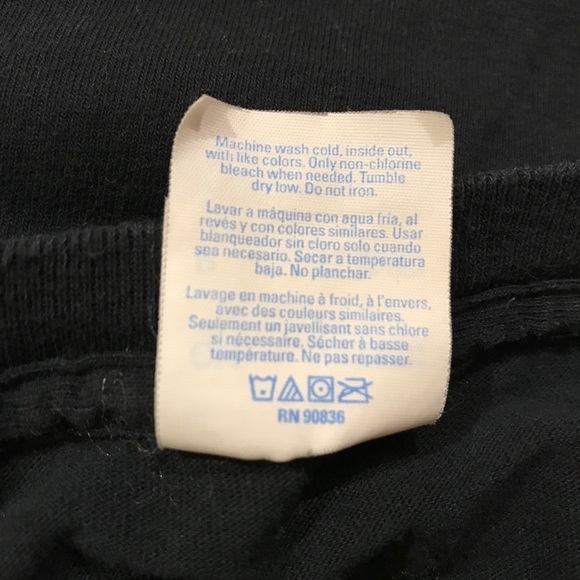 Machine wash cold, inside out,
with like colors. Only non-chlorine
bleach when needed. Tumble
dry low. Do not iron.
Lavar a máquina con agua fria, al
revés y con colores similares. Usar
blanqueador sin cloro solo cuando
sea necesario. Secar a temperatura
baja. No planchar.
Lavage en machine à froid, à l'envers,
avec des couleurs similaires.
Seulement un javellisant sans chlore
si nécessaire. Sécher à basse
température. Ne pas repasser.
RN 90836